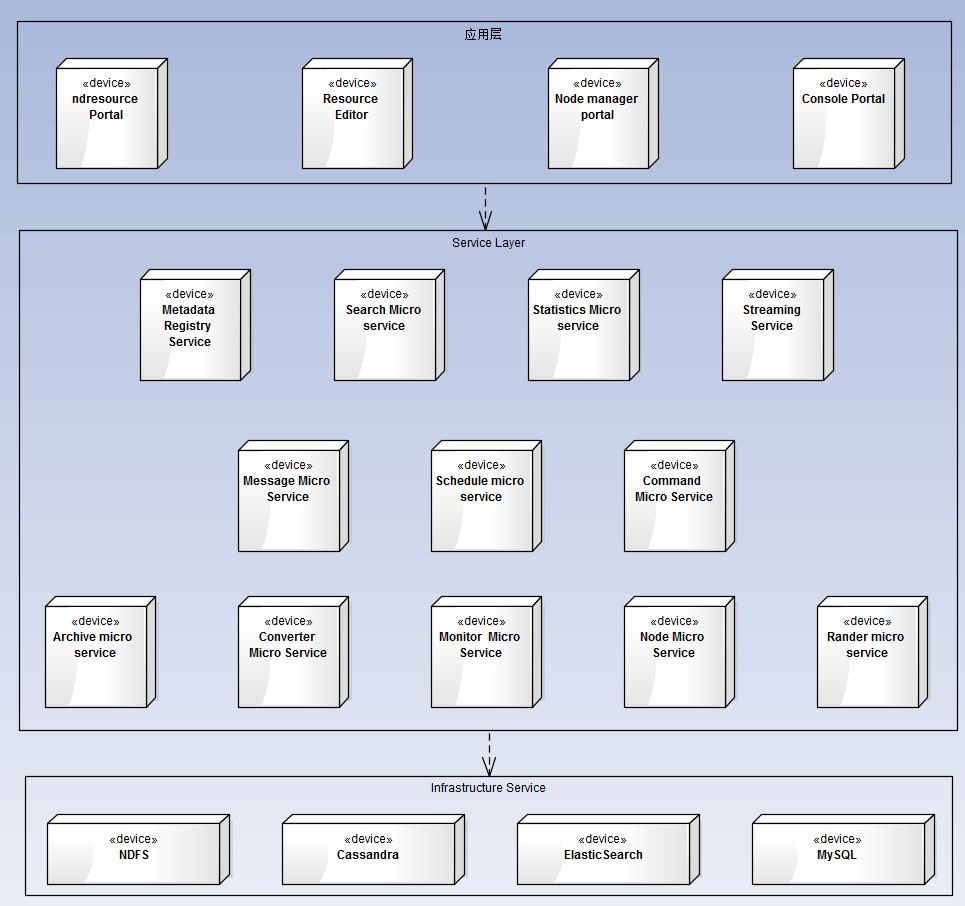 应用层
«device»
ndresource
Portal
«device»
Resource
Editor
«device»
Node manager
portal
«device»
Console Portal
Service Layer
«device»
Metadata
Registry
Service
«device»
Search Micro
service
«device»
Statistics Micro
service
«device»
Streaming
Service
«device»
Message Micro
Service
«device»
Schedule micro
service
«device»
Command
Micro Service
«device»
Archive micro
service
«device»
Converter
Micro Service
«device»
Monitor  Micro
Service
«device»
Node Micro
Service
«device»
Rander micro
service
Infrastructure Service
«device»
NDFS
«device»
Cassandra
«device»
ElasticSearch
«device»
MySQL